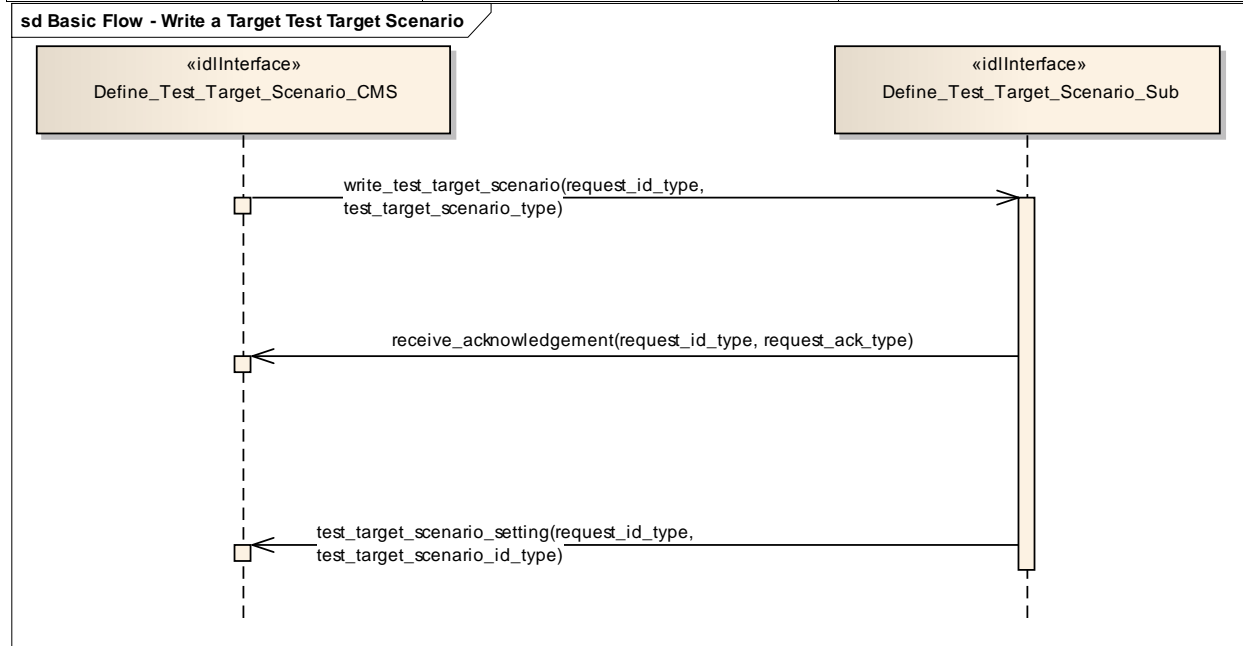 sd Basic Flow - Write a Target Test Target Scenario
«idlInterface»
Define_Test_Target_Scenario_CMS
«idlInterface»
Define_Test_Target_Scenario_Sub
write_test_target_scenario(request_id_type,
test_target_scenario_type)
receive_acknowledgement(request_id_type, request_ack_type)
test_target_scenario_setting(request_id_type,
test_target_scenario_id_type)